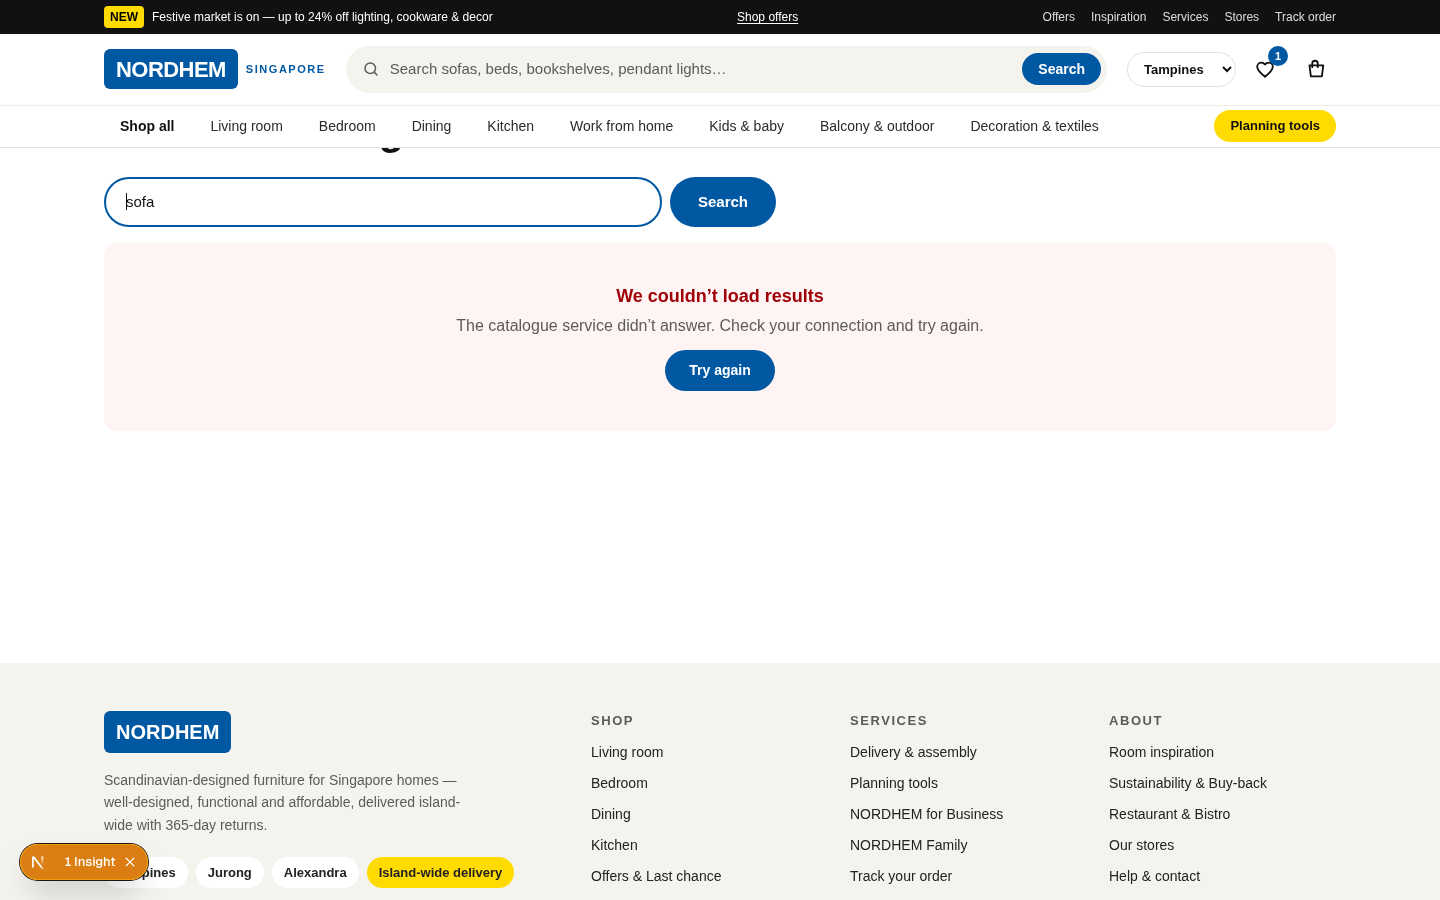 NEW Festive market is on — up to 24% off lighting, cookware & decor Shop offers Offers Inspiration Services Stores Track order
NORDHEM SINGAPORE Search sofas, beds, bookshelves, pendant lights… Search Tampines 1
Shop all Living room Bedroom Dining Kitchen Work from home Kids & baby Balcony & outdoor Decoration & textiles Planning tools
sofa Search
We couldn’t load results
The catalogue service didn’t answer. Check your connection and try again.
Try again
NORDHEM
Scandinavian-designed furniture for Singapore homes —
well-designed, functional and affordable, delivered island-
wide with 365-day returns.
Jurong Alexandra Island-wide delivery
1 Insight
SHOP
Living room
Bedroom
Dining
Kitchen
Offers & Last chance
SERVICES
Delivery & assembly
Planning tools
NORDHEM for Business
NORDHEM Family
Track your order
ABOUT
Room inspiration
Sustainability & Buy-back
Restaurant & Bistro
Our stores
Help & contact